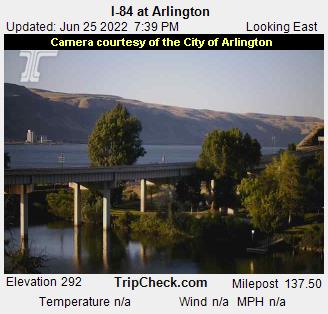 I-84 at Arlington
Updated: Jun 25 2022 7:39 PM Looking East
Camera courtesy of the City of Arlington
Elevation 292 TripCheck.com Milepost 137.50
Temperature n/a Wind n/a MPH n/a